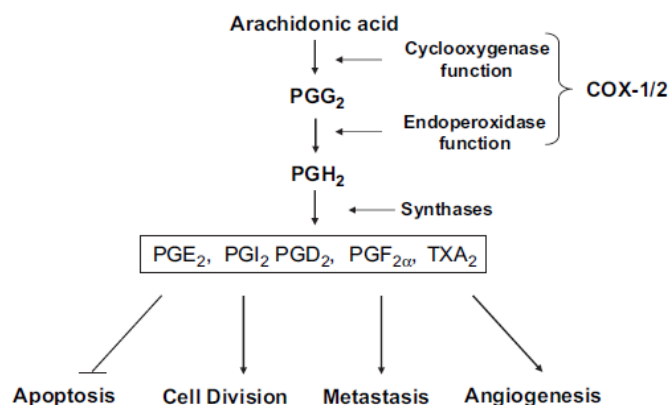 Arachidonic acid
Cyclooxygenase
function
COX-1/2
PGG₂
Endoperoxidase
function
PGH₂
Synthases
PGE₂, PGI₂ PGD₂, PGF₂α, TXA₂
Apoptosis Cell Division Metastasis Angiogenesis